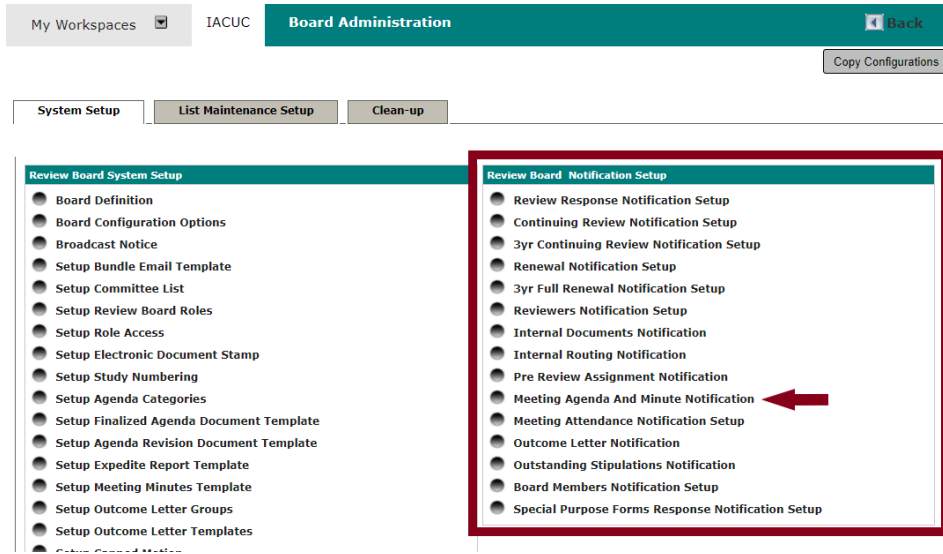 My Workspaces IACUC Board Administration Back
Copy Configurations
System Setup List Maintenance Setup Clean-up
Review Board System Setup
Board Definition
Board Configuration Options
Broadcast Notice
Setup Bundle Email Template
Setup Committee List
Setup Review Board Roles
Setup Role Access
Setup Electronic Document Stamp
Setup Study Numbering
Setup Agenda Categories
Setup Finalized Agenda Document Template
Setup Agenda Revision Document Template
Setup Expedite Report Template
Setup Meeting Minutes Template
Setup Outcome Letter Groups
Setup Outcome Letter Templates
Setup Canned Motion
Review Board Notification Setup
Review Response Notification Setup
Continuing Review Notification Setup
3yr Continuing Review Notification Setup
Renewal Notification Setup
3yr Full Renewal Notification Setup
Reviewers Notification Setup
Internal Documents Notification
Internal Routing Notification
Pre Review Assignment Notification
Meeting Agenda And Minute Notification
Meeting Attendance Notification Setup
Outcome Letter Notification
Outstanding Stipulations Notification
Board Members Notification Setup
Special Purpose Forms Response Notification Setup